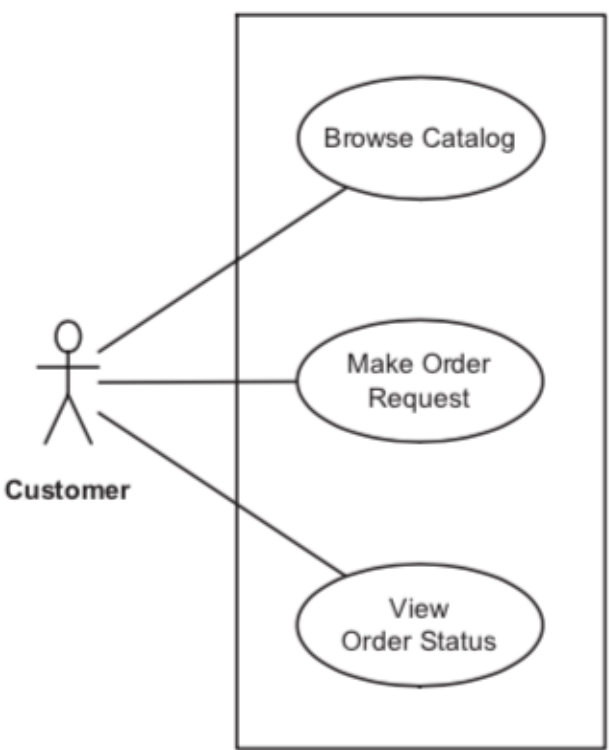 Browse Catalog
Make Order
Request
Customer
View
Order Status